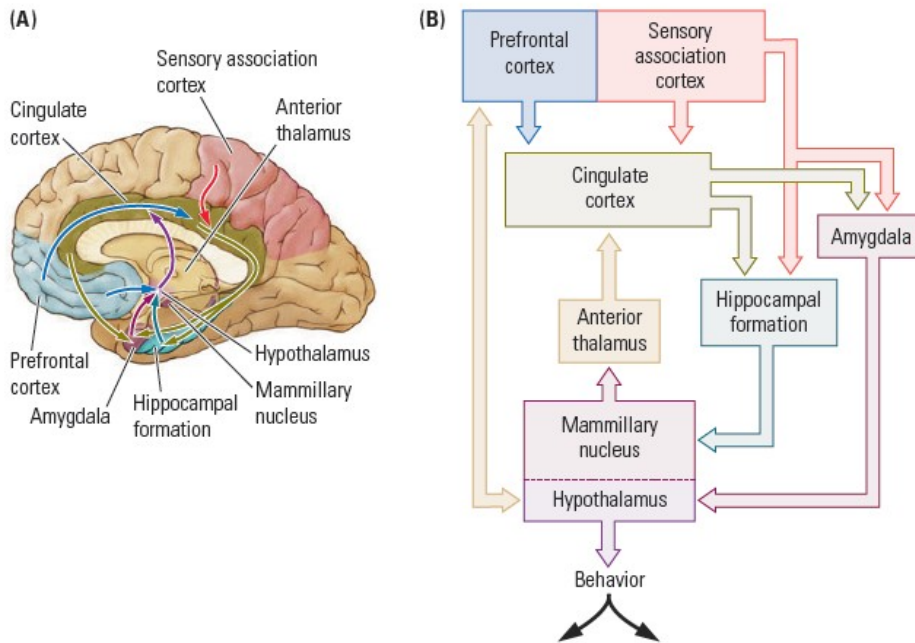 (A)
Sensory association
cortex
Cingulate
cortex
Anterior
thalamus
Prefrontal
cortex
Amygdala
Hippocampal
formation
Hypothalamus
Mammillary
nucleus
(B)
Prefrontal
cortex
Sensory
association
cortex
Cingulate
cortex
Amygdala
Anterior
thalamus
Hippocampal
formation
Mammillary
nucleus
Hypothalamus
Behavior